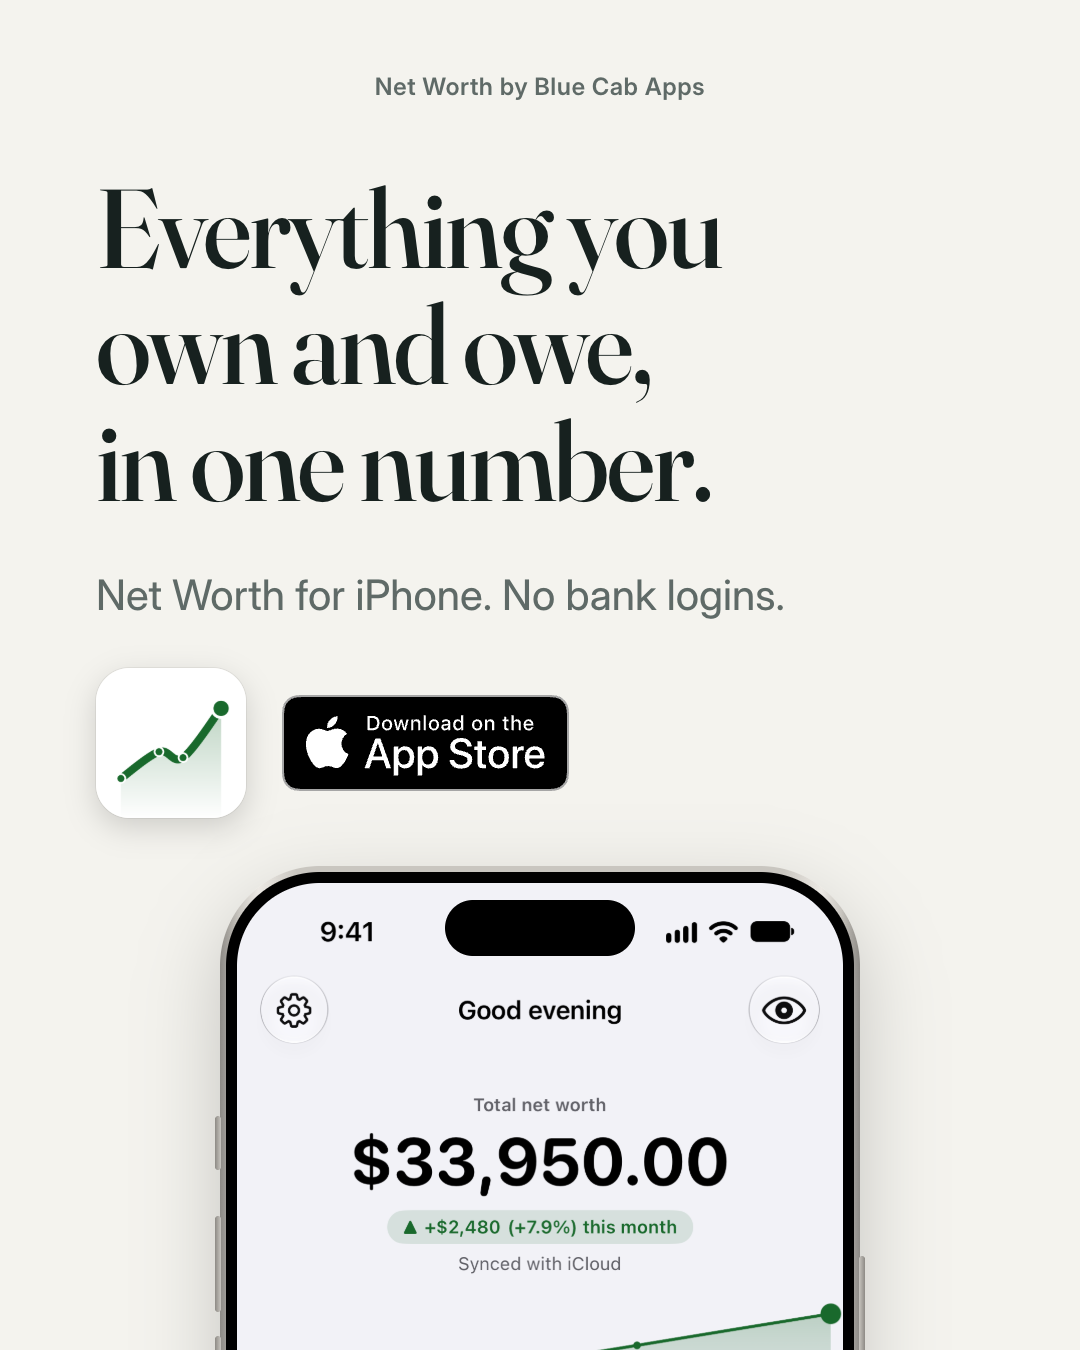 Net Worth by Blue Cab Apps
Everything you
own and owe,
in one number.
Net Worth for iPhone. No bank logins.
Download on the
App Store
9:41
Good evening
Total net worth
$33,950.00
▲ +$2,480 (+7.9%) this month
Synced with iCloud